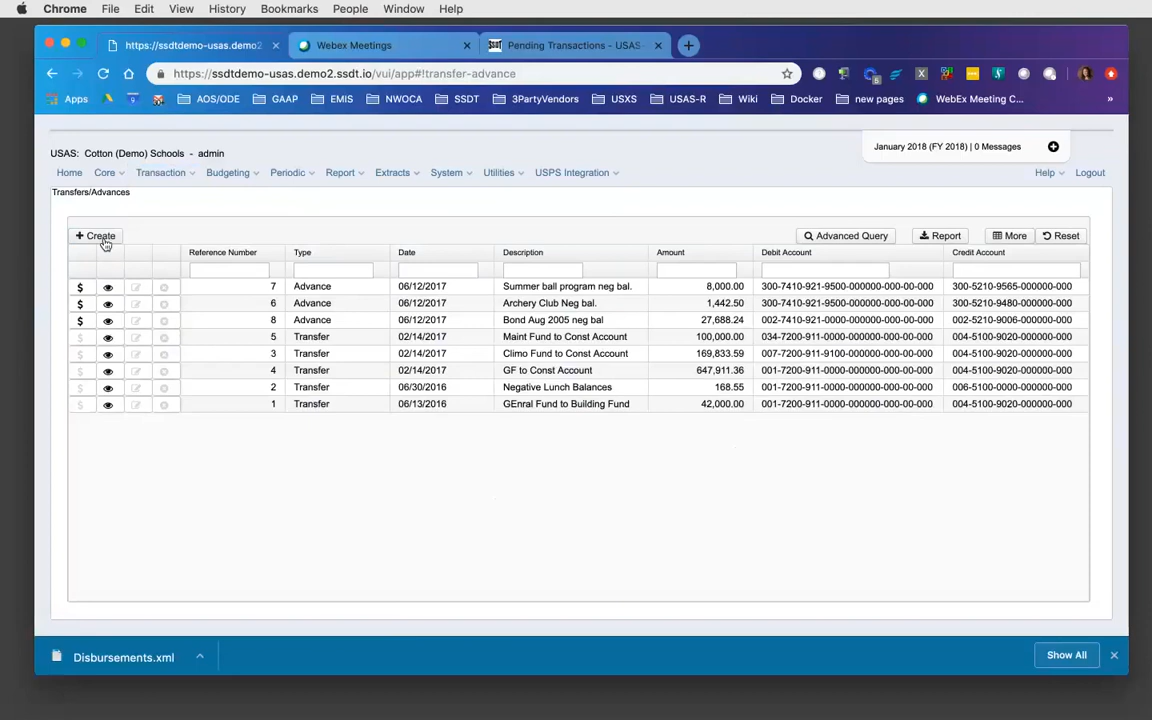 Chrome File Edit View History Bookmarks People Window Help
https://ssdtdemo-usas.demo2 Webex Meetings SSDT Pending Transactions - USAS
https://ssdtdemo-usas.demo2.ssdt.io/vui/app#!transfer-advance
Apps AOS/ODE GAAP EMIS NWOCA SSDT 3PartyVendors USXS USAS-R Wiki Docker new pages WebEx Meeting C... »
January 2018 (FY 2018) | 0 Messages
USAS: Cotton (Demo) Schools - admin
Home Core Transaction Budgeting Periodic Report Extracts System Utilities USPS Integration Help Logout
Transfers/Advances
Create Advanced Query Report More Reset
Reference Number Type Date Description Amount Debit Account Credit Account
$ 7 Advance 06/12/2017 Summer ball program neg bal. 8,000.00 300-7410-921-9500-000000-000-00-000 300-5210-9565-000000-000
$ 6 Advance 06/12/2017 Archery Club Neg bal. 1,442.50 300-7410-921-9500-000000-000-00-000 300-5210-9480-000000-000
$ 8 Advance 06/12/2017 Bond Aug 2005 neg bal 27,688.24 002-7410-921-0000-000000-000-00-000 002-5210-9006-000000-000
$ 5 Transfer 02/14/2017 Maint Fund to Const Account 100,000.00 034-7200-911-0000-000000-000-00-000 004-5100-9020-000000-000
$ 3 Transfer 02/14/2017 Climo Fund to Const Account 169,833.59 007-7200-911-9100-000000-000-00-000 004-5100-9020-000000-000
$ 4 Transfer 02/14/2017 GF to Const Account 647,911.36 001-7200-911-0000-000000-000-00-000 004-5100-9020-000000-000
$ 2 Transfer 06/30/2016 Negative Lunch Balances 168.55 001-7200-911-0000-000000-000-00-000 006-5100-0000-000000-000
$ 1 Transfer 06/13/2016 GEnral Fund to Building Fund 42,000.00 001-7200-911-0000-000000-000-00-000 004-5100-9020-000000-000
Disbursements.xml Show All